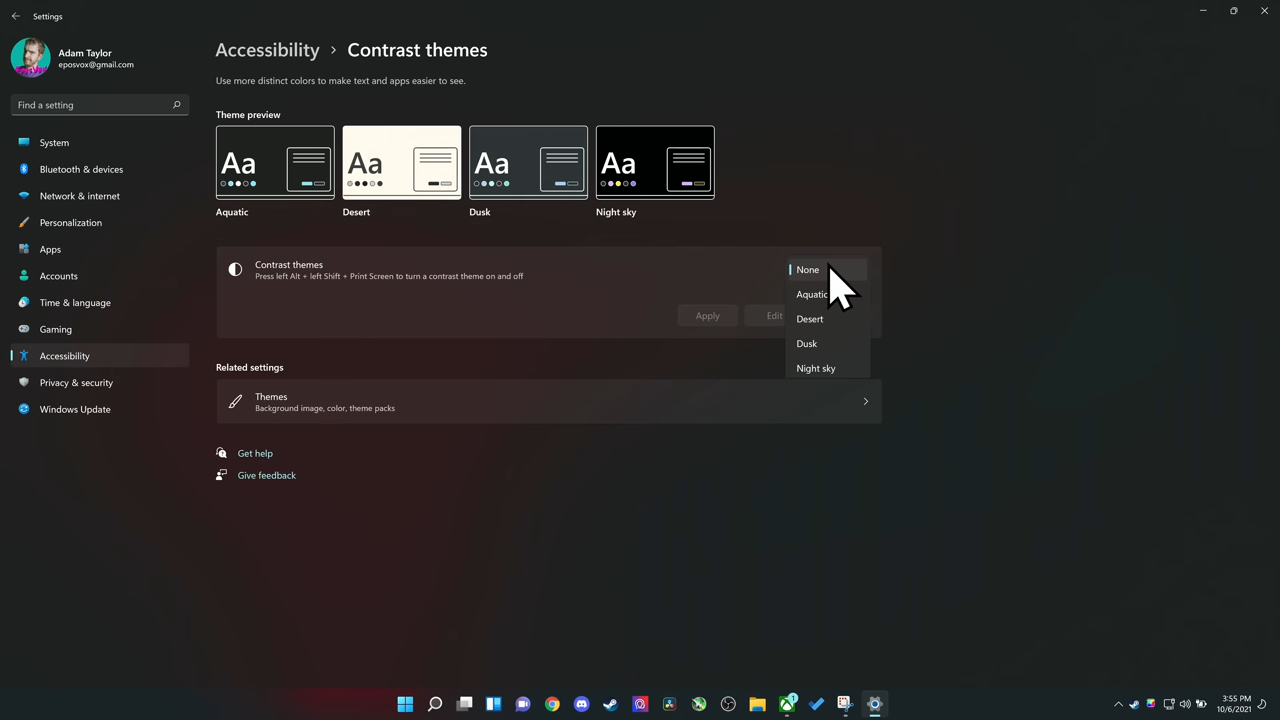 Settings
Adam Taylor
eposvox@gmail.com
Find a setting
System
Bluetooth & devices
Network & internet
Personalization
Apps
Accounts
Time & language
Gaming
Accessibility
Privacy & security
Windows Update
Accessibility > Contrast themes
Use more distinct colors to make text and apps easier to see.
Theme preview
Aa Aa Aa Aa
Aquatic Desert Dusk Night sky
Contrast themes
Press left Alt + left Shift + Print Screen to turn a contrast theme on and off
Apply Edit
None
Aquatic
Desert
Dusk
Night sky
Related settings
Themes
Background image, color, theme packs
Get help
Give feedback
1
3:55 PM
10/6/2021